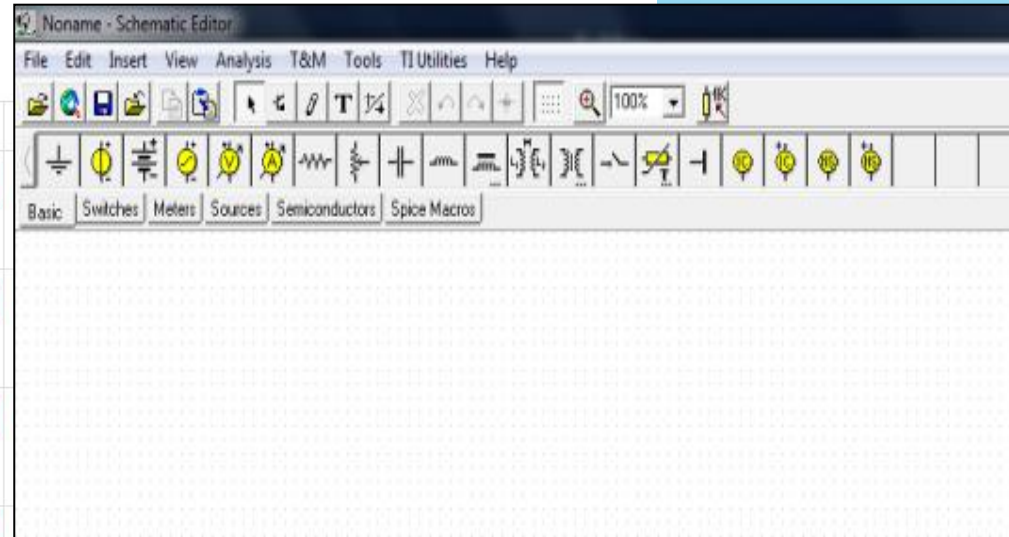 Noname - Schematic Editor
File Edit Insert View Analysis T&M Tools TI Utilities Help
T 100%
Basic Switches Meters Sources Semiconductors Spice Macros